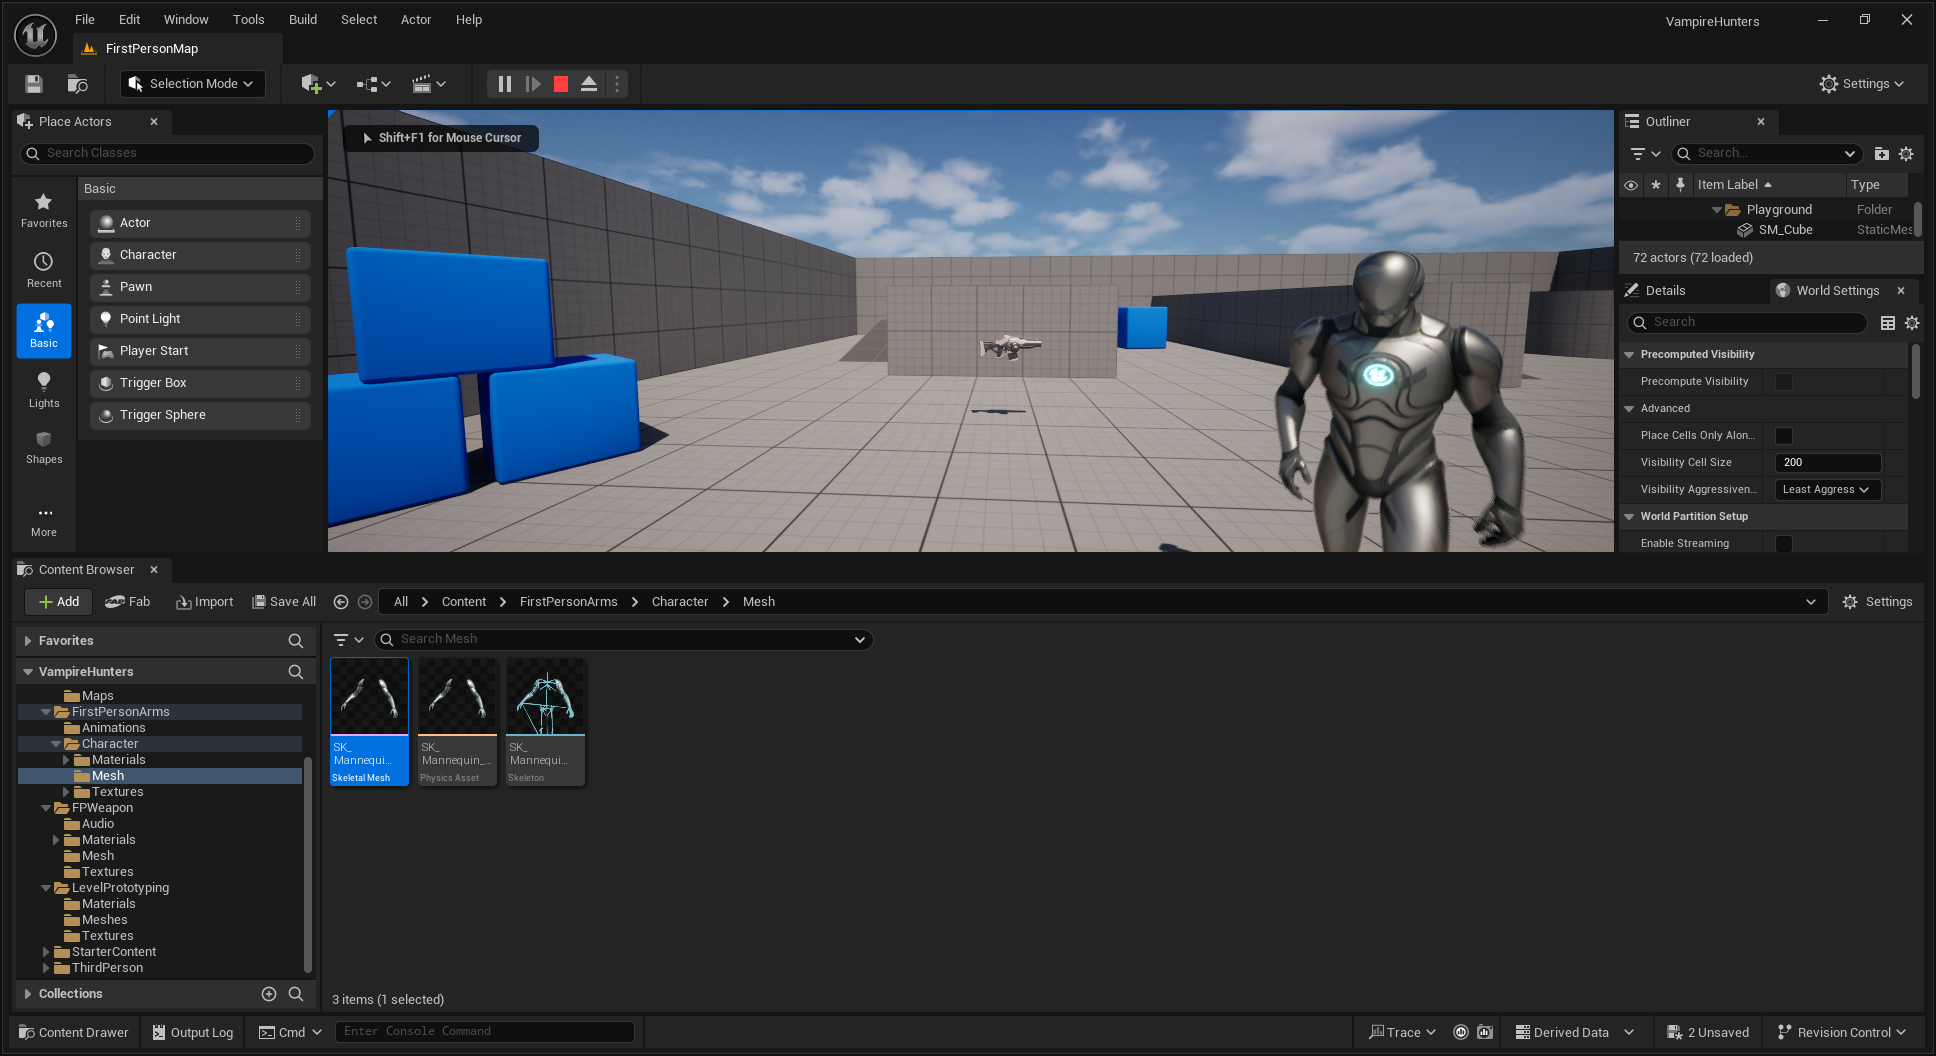 File Edit Window Tools Build Select Actor Help
VampireHunters
FirstPersonMap
Selection Mode
Settings
Place Actors
Search Classes
Favorites
Recent
Basic
Lights
Shapes
More
Basic
Actor
Character
Pawn
Point Light
Player Start
Trigger Box
Trigger Sphere
Shift+F1 for Mouse Cursor
Outliner
Search...
Item Label Type
Playground Folder
SM_Cube StaticMes
72 actors (72 loaded)
Details World Settings
Search
Precomputed Visibility
Precompute Visibility
Advanced
Place Cells Only Alon...
Visibility Cell Size 200
Visibility Aggressiven... Least Aggress
World Partition Setup
Enable Streaming
Content Browser
Add Fab Import Save All All Content FirstPersonArms Character Mesh Settings
Favorites
VampireHunters
Maps
FirstPersonArms
Animations
Character
Materials
Mesh
Textures
FPWeapon
Audio
Materials
Mesh
Textures
LevelPrototyping
Materials
Meshes
Textures
StarterContent
ThirdPerson
Collections
Search Mesh
SK_
Mannequi...
Skeletal Mesh
SK_
Mannequin_...
Physics Asset
SK_
Mannequi...
Skeleton
3 items (1 selected)
Content Drawer Output Log Cmd Enter Console Command Trace Derived Data 2 Unsaved Revision Control